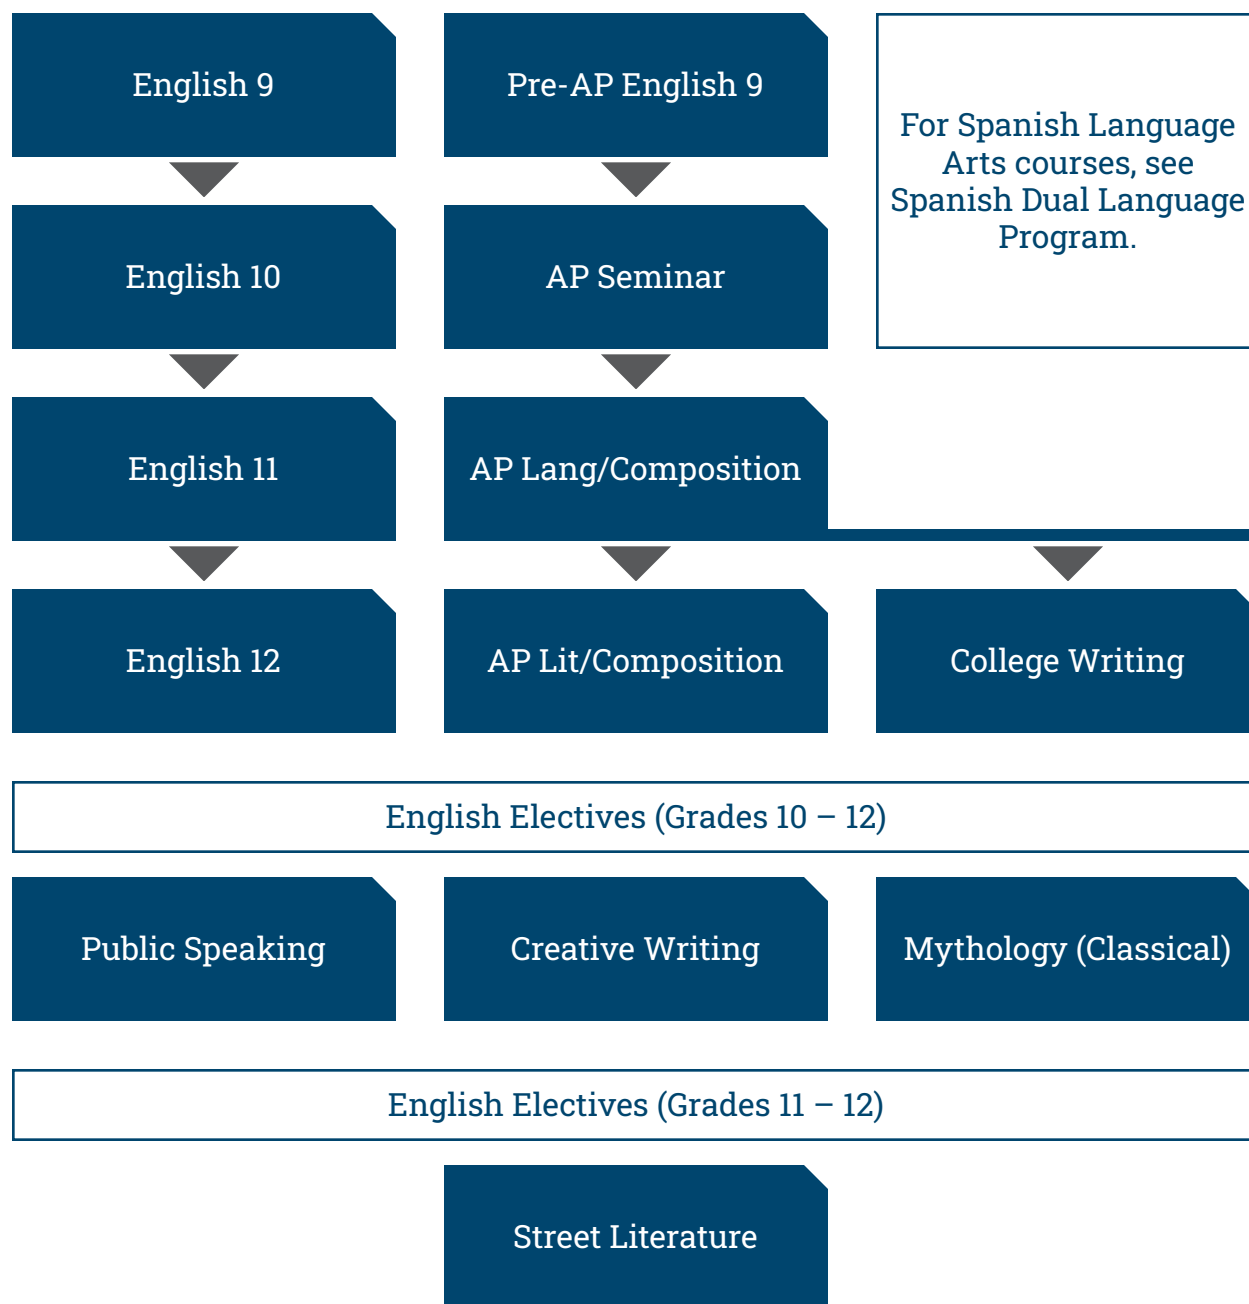 English 9
Pre-AP English 9
For Spanish Language
Arts courses, see
Spanish Dual Language
Program.
English 10
AP Seminar
English 11
AP Lang/Composition
English 12
AP Lit/Composition
College Writing
English Electives (Grades 10 – 12)
Public Speaking
Creative Writing
Mythology (Classical)
English Electives (Grades 11 – 12)
Street Literature